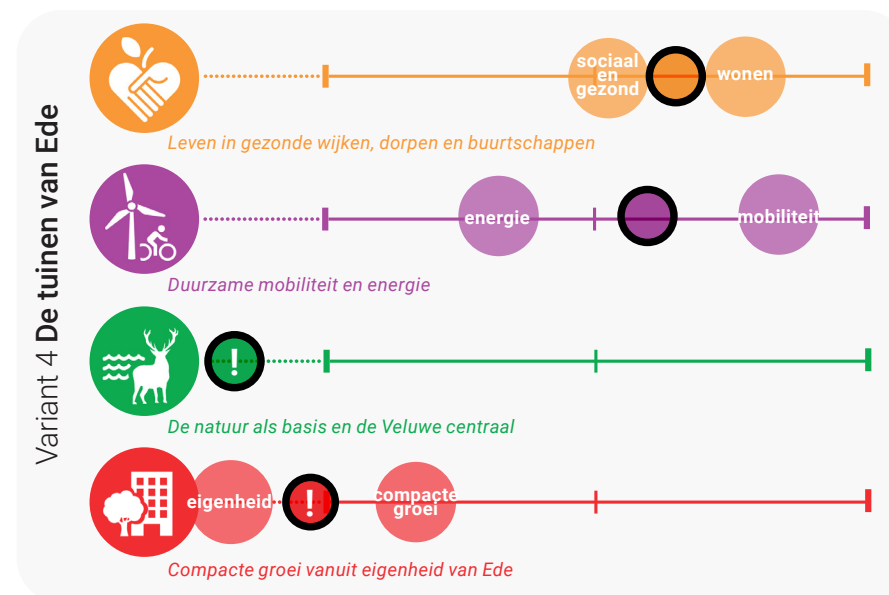 Variant 4 De tuinen van Ede
sociaal
en
gezond
wonen
Leven in gezonde wijken, dorpen en buurtschappen
energie
mobiliteit
Duurzame mobiliteit en energie
!
De natuur als basis en de Veluwe centraal
eigenheid
!
compacte
groei
Compacte groei vanuit eigenheid van Ede